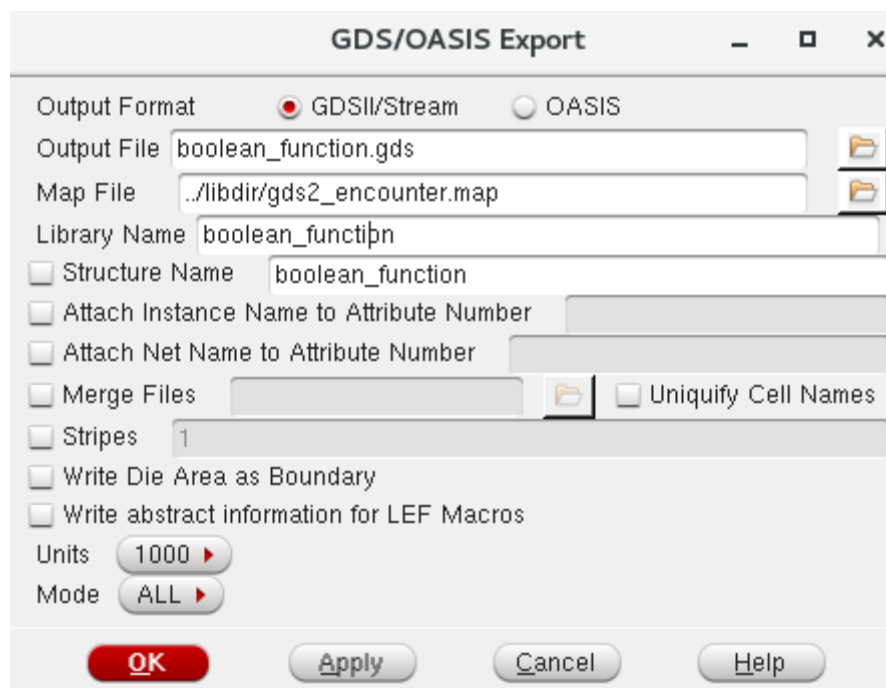 GDS/OASIS Export
Output Format GDSII/Stream OASIS
Output File boolean_function.gds
Map File ../libdir/gds2_encounter.map
Library Name boolean_function
Structure Name boolean_function
Attach Instance Name to Attribute Number
Attach Net Name to Attribute Number
Merge Files Uniquify Cell Names
Stripes 1
Write Die Area as Boundary
Write abstract information for LEF Macros
Units 1000
Mode ALL
OK Apply Cancel Help